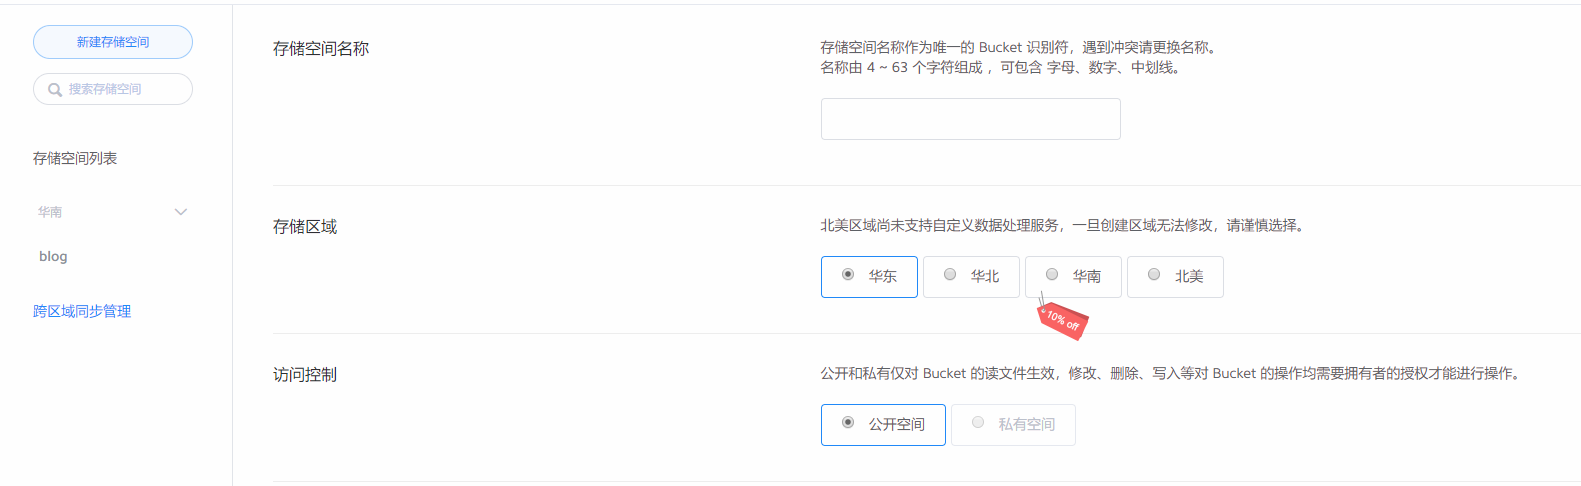 新建存储空间
搜索存储空间
存储空间列表
华南
blog
跨区域同步管理
存储空间名称
存储空间名称作为唯一的 Bucket 识别符，遇到冲突请更换名称。
名称由 4 ~ 63 个字符组成 ，可包含 字母、数字、中划线。
存储区域
北美区域尚未支持自定义数据处理服务，一旦创建区域无法修改，请谨慎选择。
华东 华北 华南 北美
10% off
访问控制
公开和私有仅对 Bucket 的读文件生效，修改、删除、写入等对 Bucket 的操作均需要拥有者的授权才能进行操作。
公开空间 私有空间